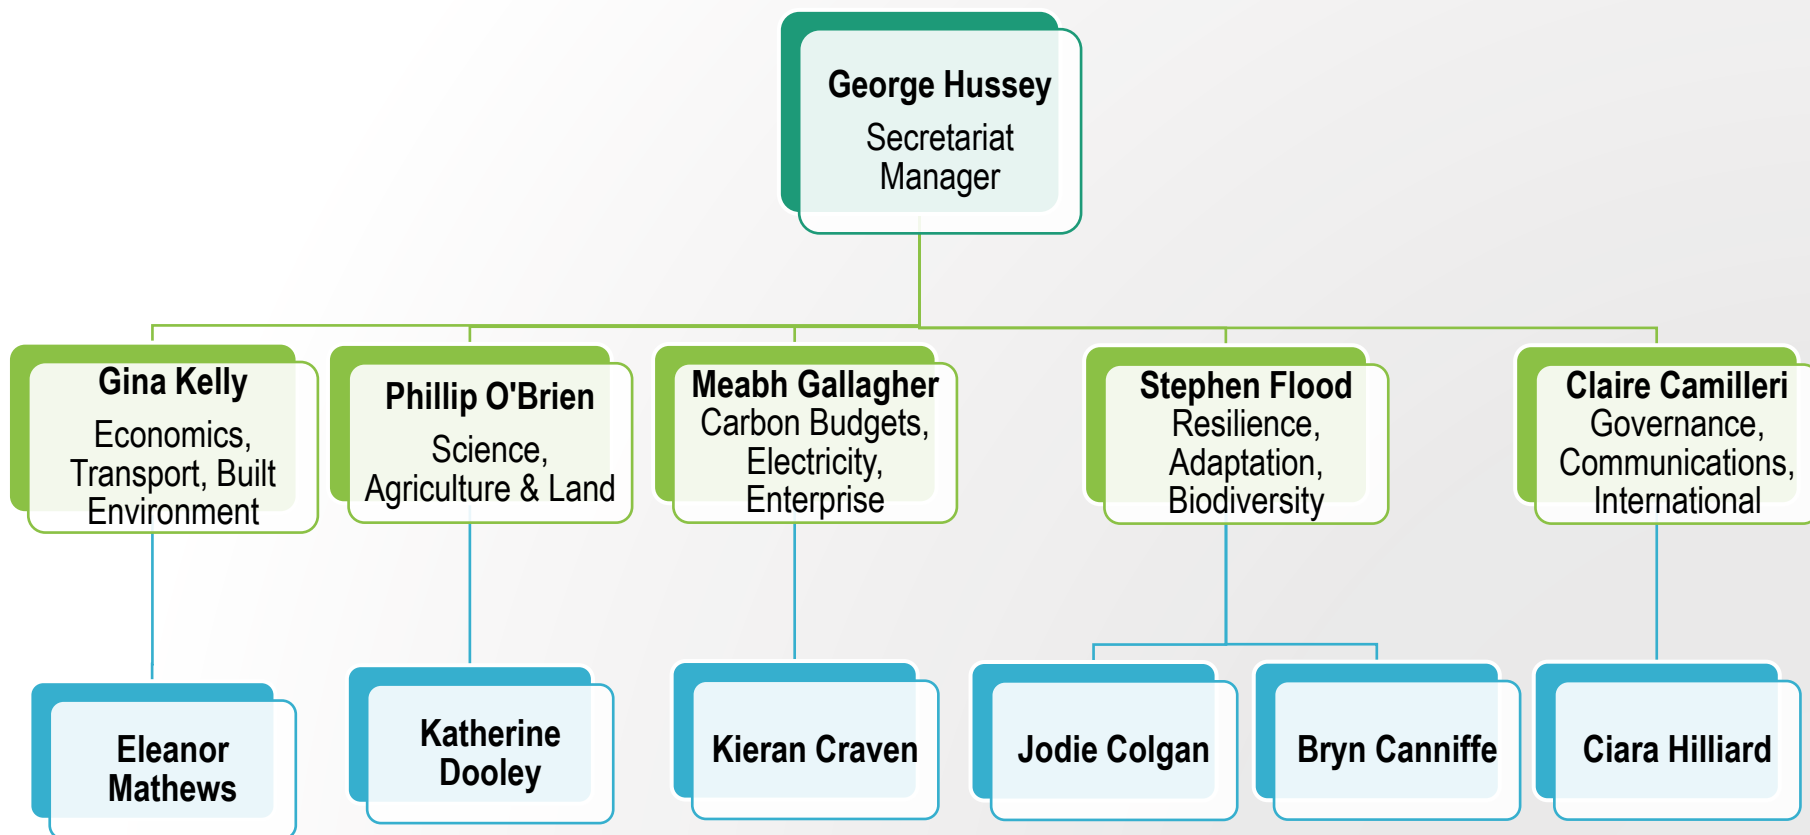 George Hussey
Secretariat
Manager
Gina Kelly
Economics,
Transport, Built
Environment
Phillip O'Brien
Science,
Agriculture & Land
Meabh Gallagher
Carbon Budgets,
Electricity,
Enterprise
Stephen Flood
Resilience,
Adaptation,
Biodiversity
Claire Camilleri
Governance,
Communications,
International
Eleanor
Mathews
Katherine
Dooley
Kieran Craven
Jodie Colgan
Bryn Canniffe
Ciara Hilliard